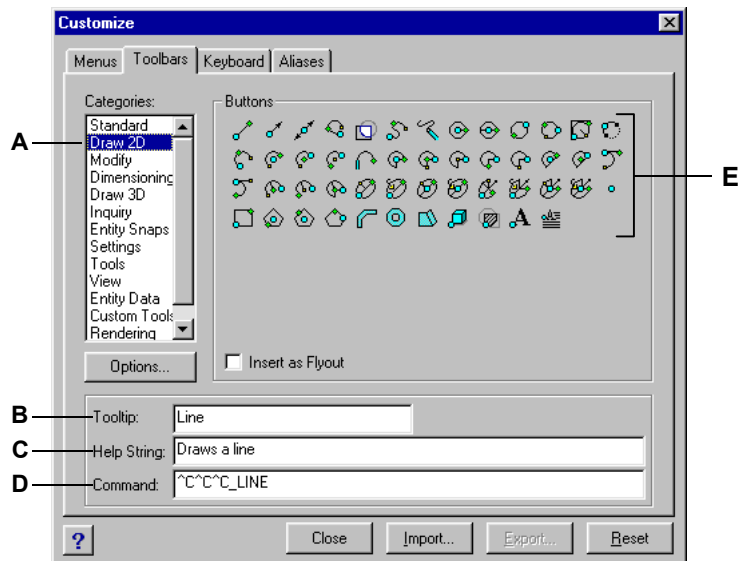 Customize
Menus Toolbars Keyboard Aliases
Categories:
Buttons
A
Standard
Draw 2D
Modify
Dimensioning
Draw 3D
Inquiry
Entity Snaps
Settings
Tools
View
Entity Data
Custom Tools
Rendering
E
Options...
Insert as Flyout
B Tooltip: Line
C Help String: Draws a line
D Command: ^C^C^C_LINE
? Close Import... Export... Reset